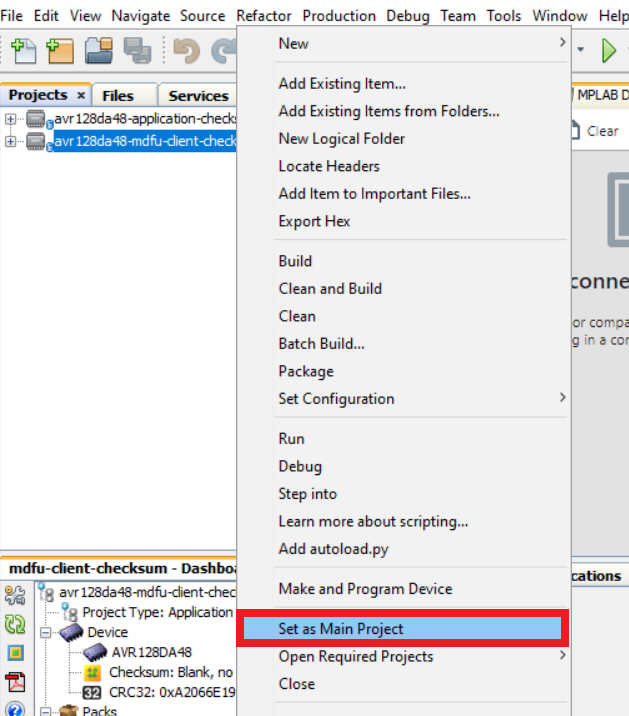 File Edit View Navigate Source Refactor Production Debug Team Tools Window Help
Projects × Files Services
avr128da48-application-checks
avr128da48-mdfu-client-check
New
Add Existing Item...
Add Existing Items from Folders...
New Logical Folder
Locate Headers
Add Item to Important Files...
Export Hex
Build
Clean and Build
Clean
Batch Build...
Package
Set Configuration
Run
Debug
Step into
Learn more about scripting...
Add autoload.py
Make and Program Device
Set as Main Project
Open Required Projects
Close
MPLAB D
Clear
conne
or compa
g in a cor
mdfu-client-checksum - Dashboa
avr128da48-mdfu-client-chec
Project Type: Application
Device
AVR128DA48
Checksum: Blank, no
32 CRC32: 0xA2066E19
Packs
cations